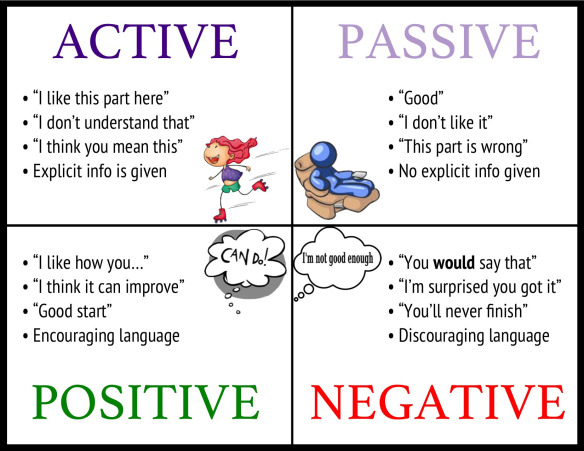 ACTIVE
• “I like this part here”
• “I don’t understand that”
• “I think you mean this”
• Explicit info is given
PASSIVE
• “Good”
• “I don’t like it”
• “This part is wrong”
• No explicit info given
• “I like how you...”
• “I think it can improve”
• “Good start”
• Encouraging language
CAN DO!
POSITIVE
I'm not good enough
• “You would say that”
• “I’m surprised you got it”
• “You’ll never finish”
• Discouraging language
NEGATIVE